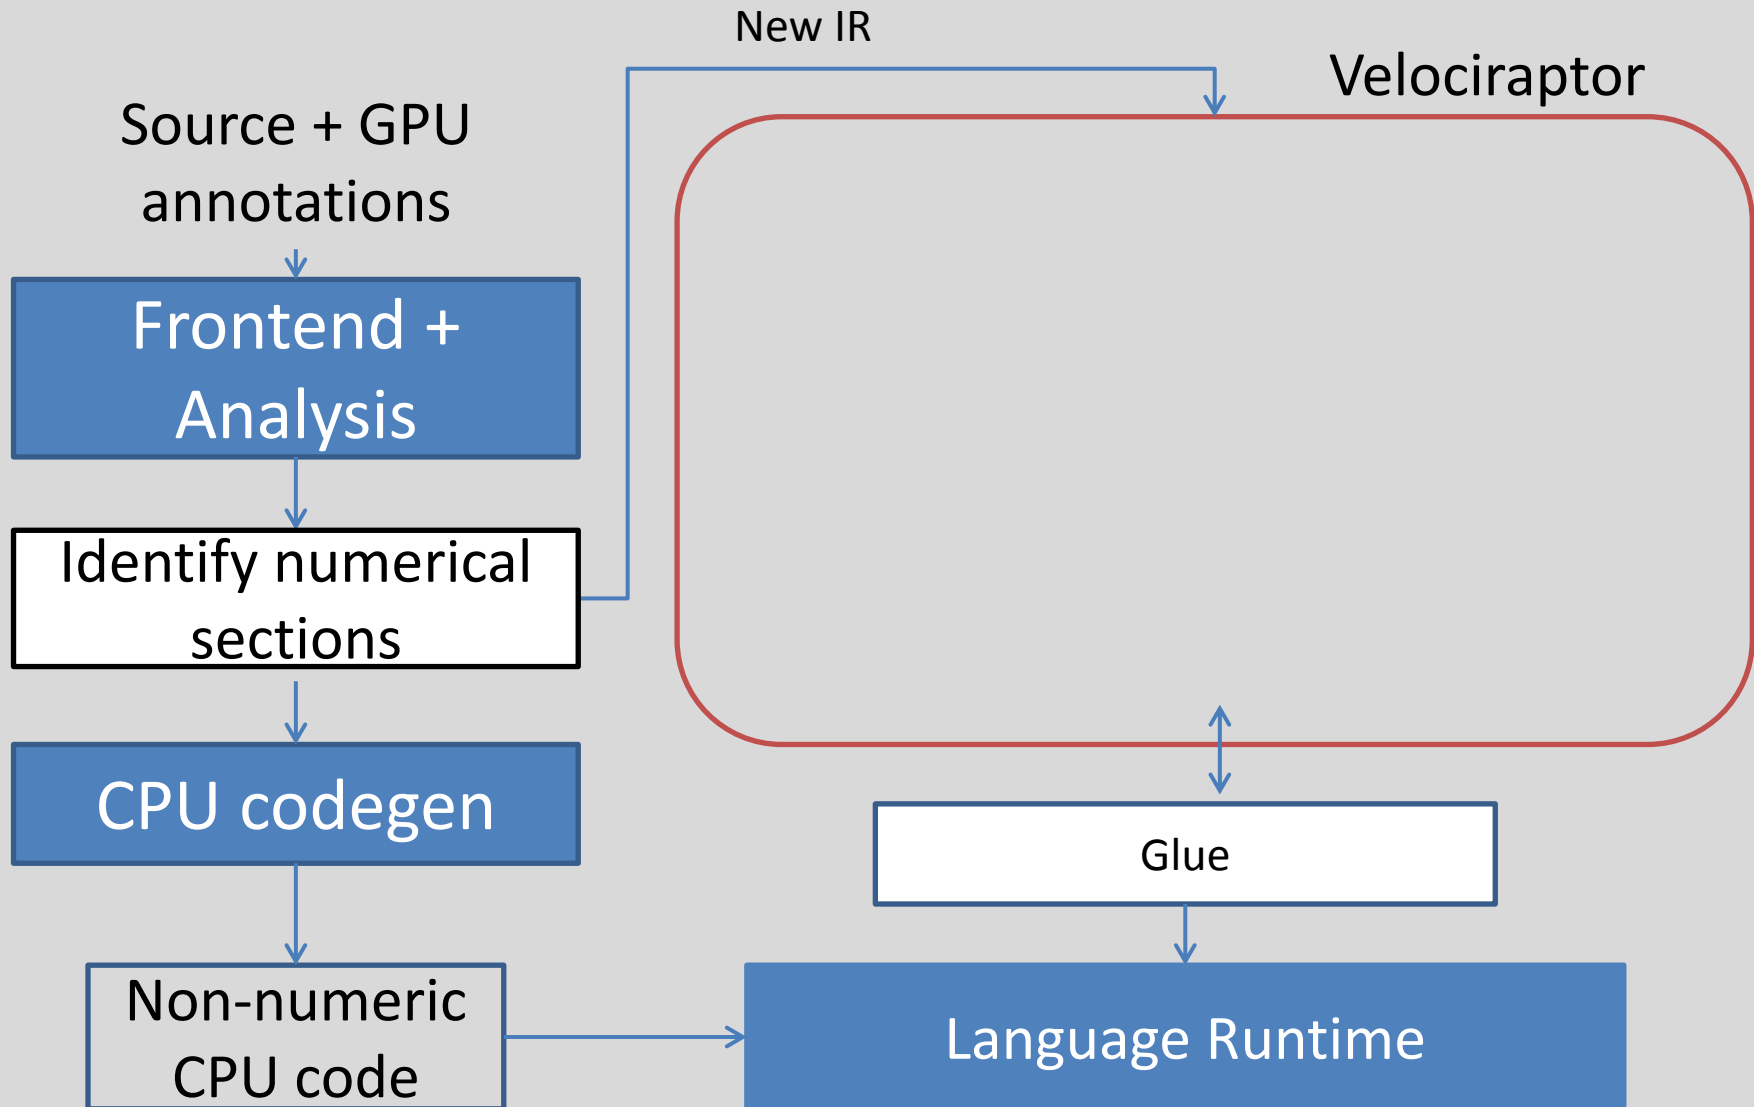 New IR
Velociraptor
Source + GPU
annotations
Frontend +
Analysis
Identify numerical
sections
CPU codegen
Glue
Non-numeric
CPU code
Language Runtime